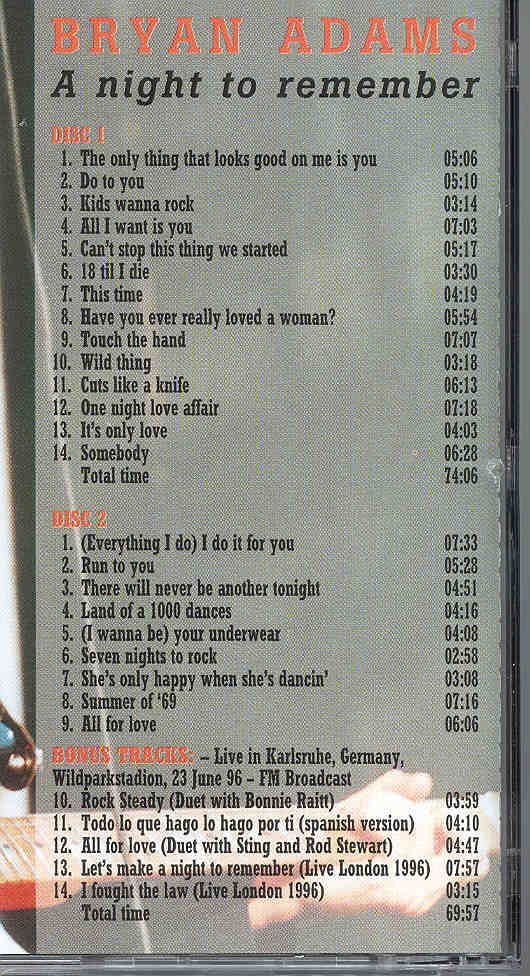 BRYAN ADAMS
A night to remember
DISC 1
1. The only thing that looks good on me is you 05:06
2. Do to you 05:10
3. Kids wanna rock 03:14
4. All I want is you 07:03
5. Can't stop this thing we started 05:17
6. 18 til I die 03:30
7. This time 04:19
8. Have you ever really loved a woman? 05:54
9. Touch the hand 07:07
10. Wild thing 03:18
11. Cuts like a knife 06:13
12. One night love affair 07:18
13. It's only love 04:03
14. Somebody 06:28
Total time 74:06
DISC 2
1. (Everything I do) I do it for you 07:33
2. Run to you 05:28
3. There will never be another tonight 04:51
4. Land of a 1000 dances 04:16
5. (I wanna be) your underwear 04:08
6. Seven nights to rock 02:58
7. She's only happy when she's dancin' 03:08
8. Summer of '69 07:16
9. All for love 06:06
BONUS TRACKS: – Live in Karlsruhe, Germany,
Wildparkstadion, 23 June 96 – FM Broadcast
10. Rock Steady (Duet with Bonnie Raitt) 03:59
11. Todo lo que hago lo hago por ti (spanish version) 04:10
12. All for love (Duet with Sting and Rod Stewart) 04:47
13. Let's make a night to remember (Live London 1996) 07:57
14. I fought the law (Live London 1996) 03:15
Total time 69:57